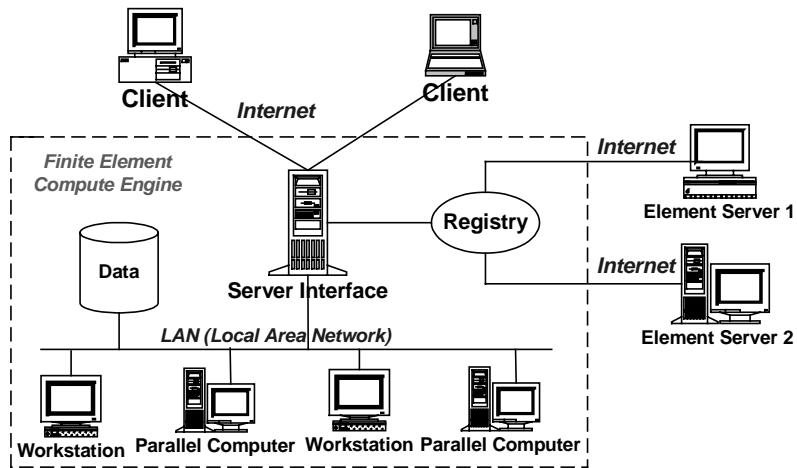 Client
Client
Internet
Finite Element
Compute Engine
Internet
Registry
Element Server 1
Data
Internet
Server Interface
LAN (Local Area Network)
Element Server 2
Workstation
Parallel Computer
Workstation
Parallel Computer